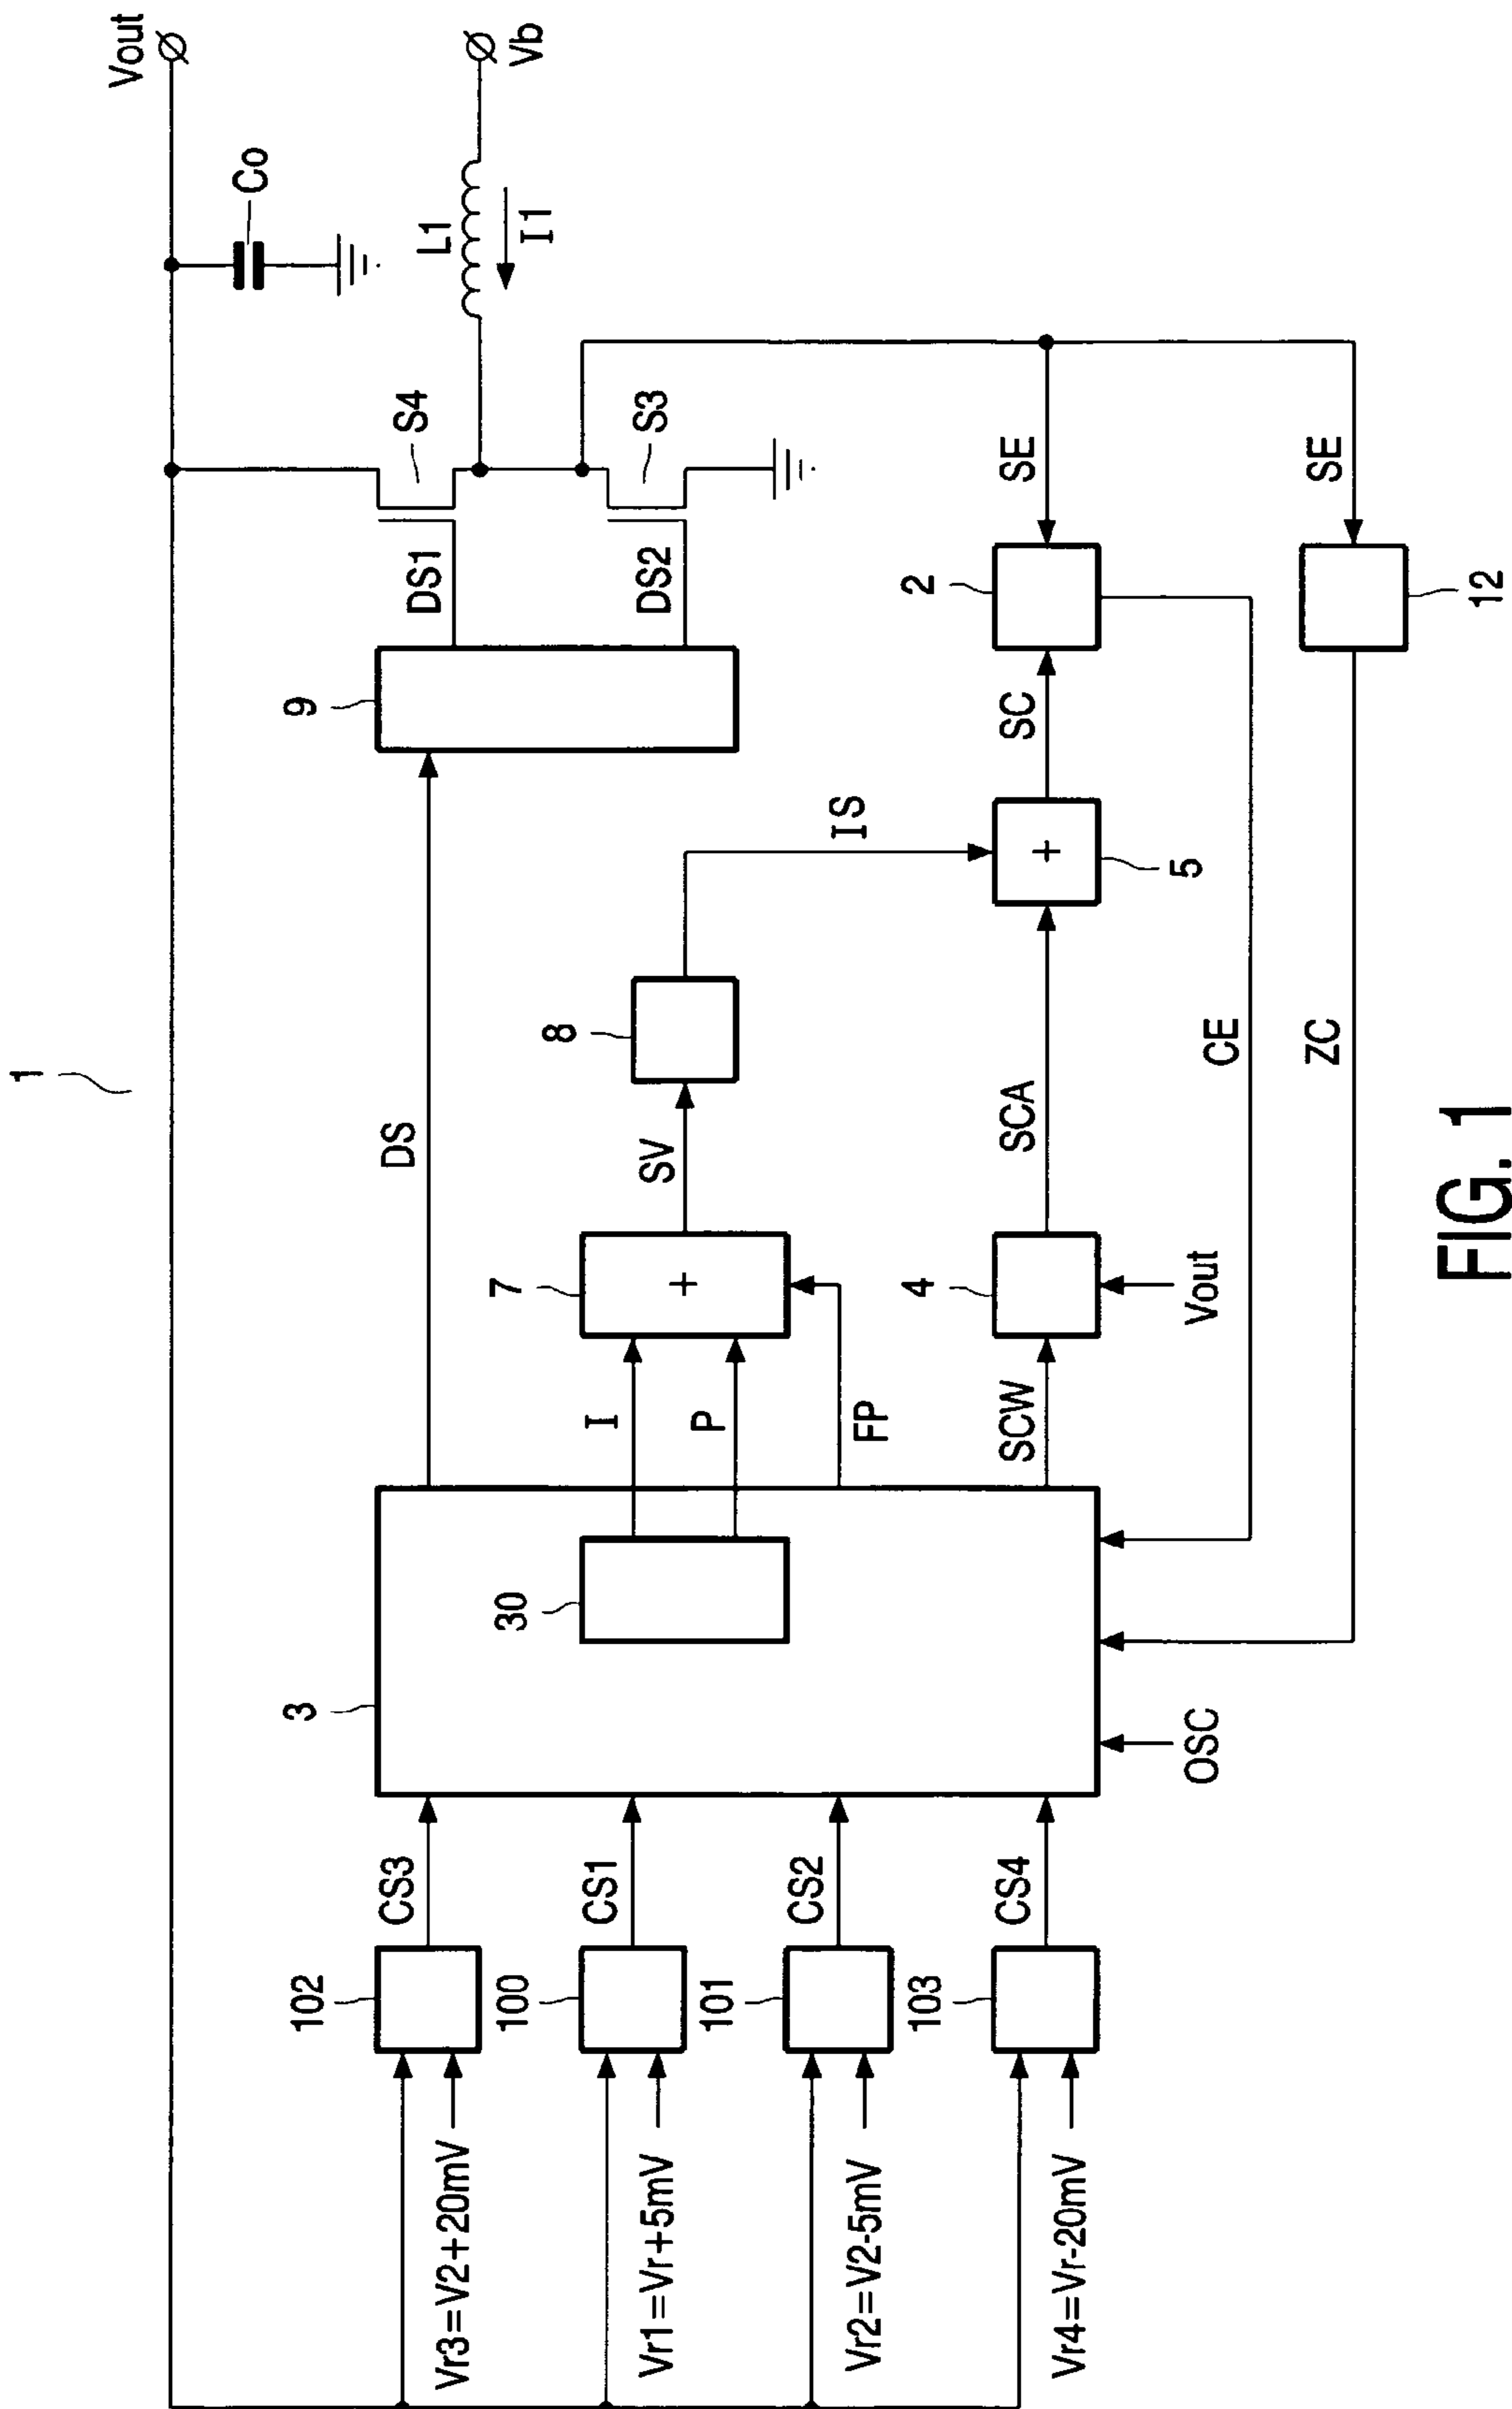 1
Vout
Vb
Co
L1
I1
S4
S3
DS1
DS2
9
DS
SE
SE
2
12
SC
IS
+
5
8
SV
SCA
CE
ZC
7
+
4
Vout
I
P
FP
SCW
30
3
OSC
CS3
CS1
CS2
CS4
102
100
101
103
Vr3=V2+20mV
Vr1=Vr+5mV
Vr2=V2-5mV
Vr4=Vr-20mV
FIG. 1